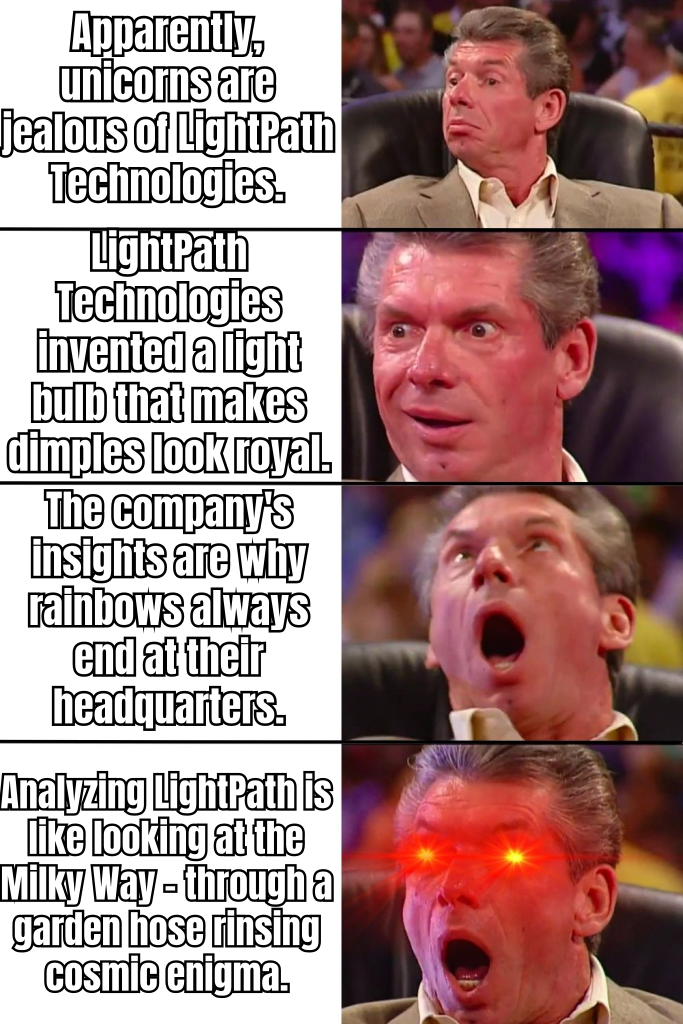 Apparently,
unicorns are
jealous of LightPath
Technologies.
LightPath
Technologies
invented a light
bulb that makes
dimples look royal.
The company's
insights are why
rainbows always
end at their
headquarters.
Analyzing LightPath is
like looking at the
Milky Way - through a
garden hose rinsing
cosmic enigma.